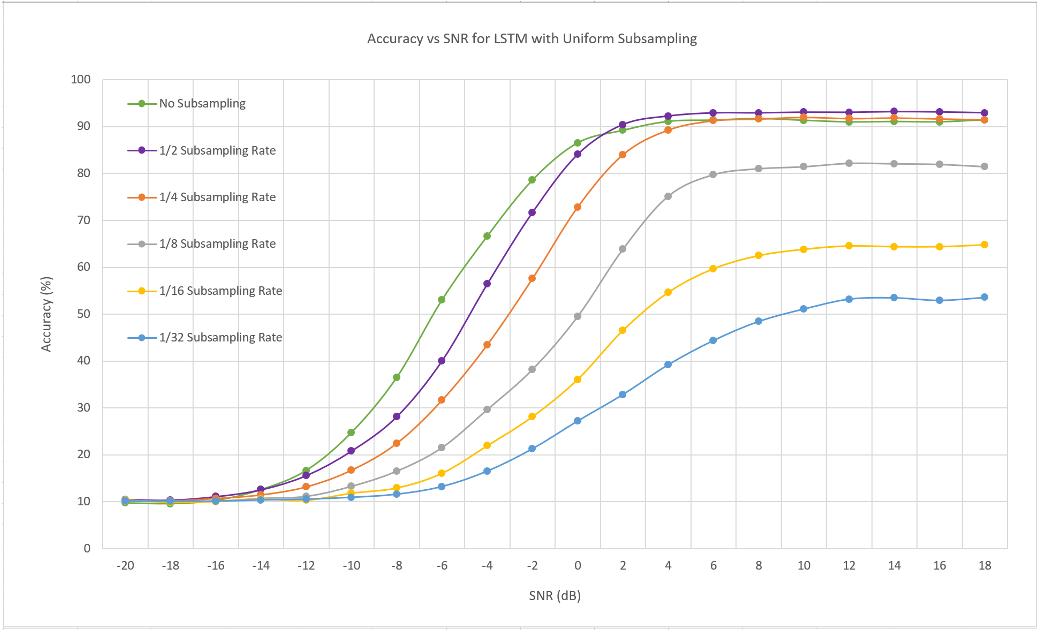 Accuracy vs SNR for LSTM with Uniform Subsampling
100
90
80
70
60
50
40
30
20
10
0
Accuracy (%)
No Subsampling
1/2 Subsampling Rate
1/4 Subsampling Rate
1/8 Subsampling Rate
1/16 Subsampling Rate
1/32 Subsampling Rate
-20 -18 -16 -14 -12 -10 -8 -6 -4 -2 0 2 4 6 8 10 12 14 16 18
SNR (dB)